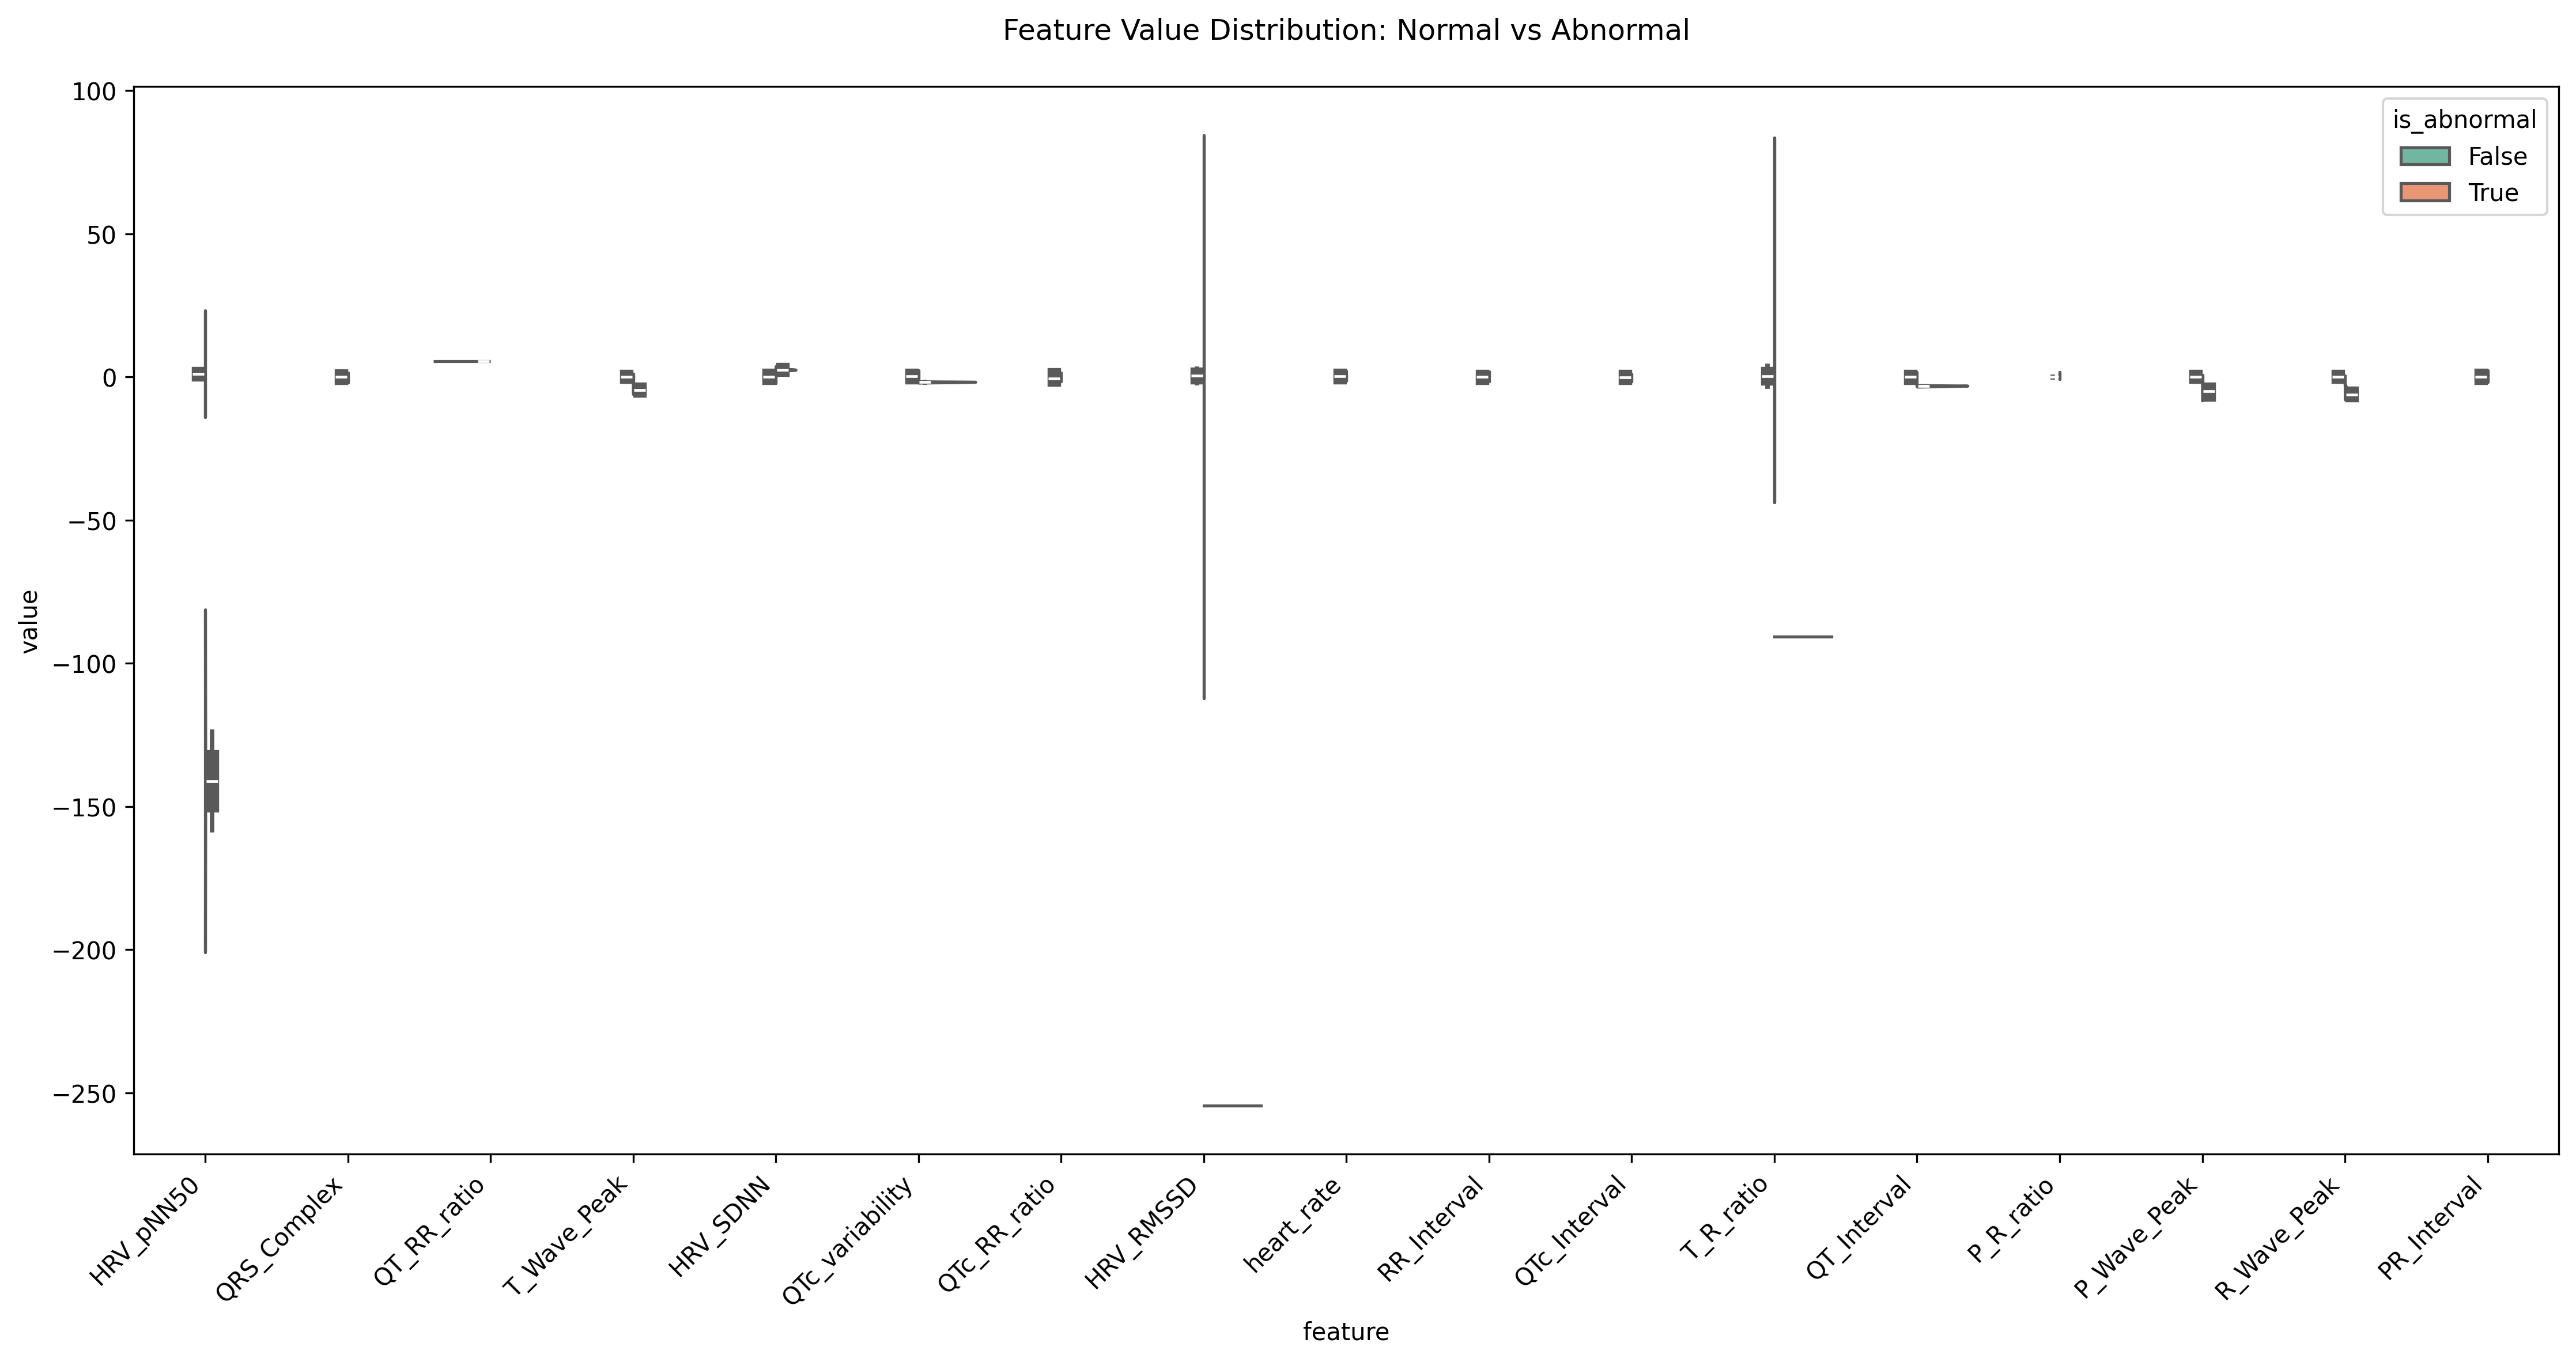 Feature Value Distribution: Normal vs Abnormal
100
50
0
−50
−100
−150
−200
−250
value
is_abnormal
False
True
HRV_pNN50
QRS_Complex
QT_RR_ratio
T_Wave_Peak
HRV_SDNN
QTc_variability
QTc_RR_ratio
HRV_RMSSD
heart_rate
RR_Interval
QTc_Interval
T_R_ratio
QT_Interval
P_R_ratio
P_Wave_Peak
R_Wave_Peak
PR_Interval
feature